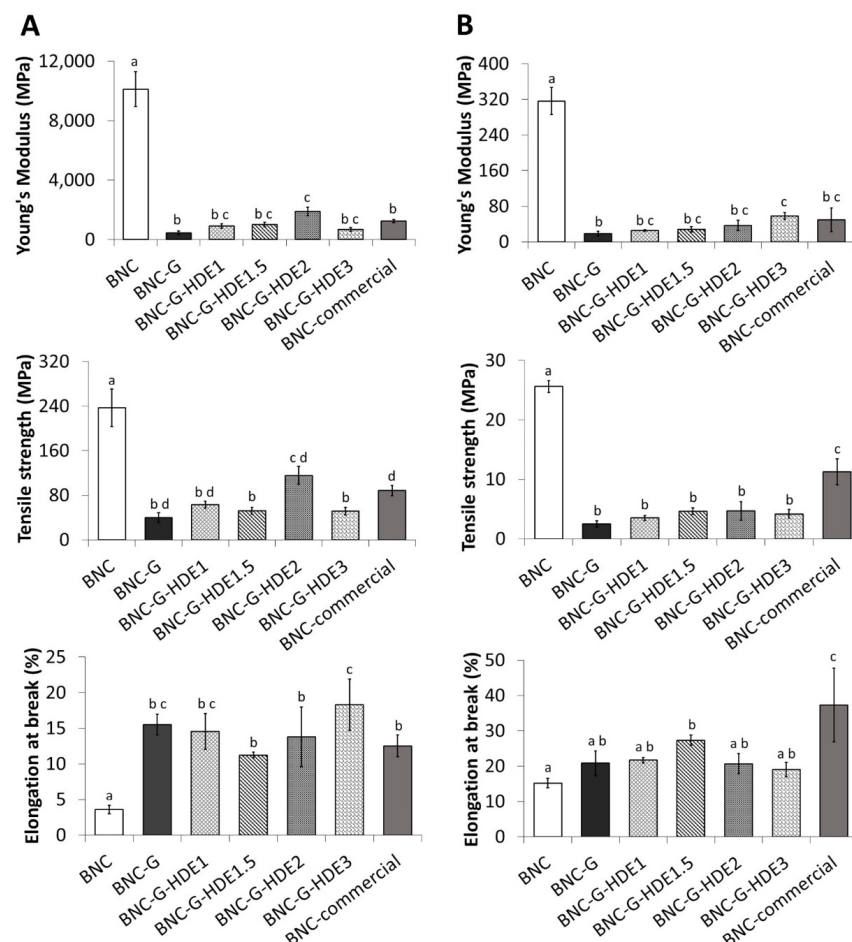 A
Young's Modulus (MPa)
12,000
8,000
4,000
0
a
b
b c
b c
c
b c
b
BNC
BNC-G
BNC-G-HDE1
BNC-G-HDE1.5
BNC-G-HDE2
BNC-G-HDE3
BNC-commercial
Tensile strength (MPa)
320
240
160
80
0
a
b d
b d
b
c d
b
d
BNC
BNC-G
BNC-G-HDE1
BNC-G-HDE1.5
BNC-G-HDE2
BNC-G-HDE3
BNC-commercial
Elongation at break (%)
25
20
15
10
5
0
a
b c
b c
b
b
c
b
BNC
BNC-G
BNC-G-HDE1
BNC-G-HDE1.5
BNC-G-HDE2
BNC-G-HDE3
BNC-commercial
B
Young's Modulus (MPa)
400
320
240
160
80
0
a
b
b c
b c
b c
c
b c
BNC
BNC-G
BNC-G-HDE1
BNC-G-HDE1.5
BNC-G-HDE2
BNC-G-HDE3
BNC-commercial
Tensile strength (MPa)
30
20
10
0
a
b
b
b
b
b
c
BNC
BNC-G
BNC-G-HDE1
BNC-G-HDE1.5
BNC-G-HDE2
BNC-G-HDE3
BNC-commercial
Elongation at break (%)
50
40
30
20
10
0
a
a b
a b
b
a b
a b
c
BNC
BNC-G
BNC-G-HDE1
BNC-G-HDE1.5
BNC-G-HDE2
BNC-G-HDE3
BNC-commercial